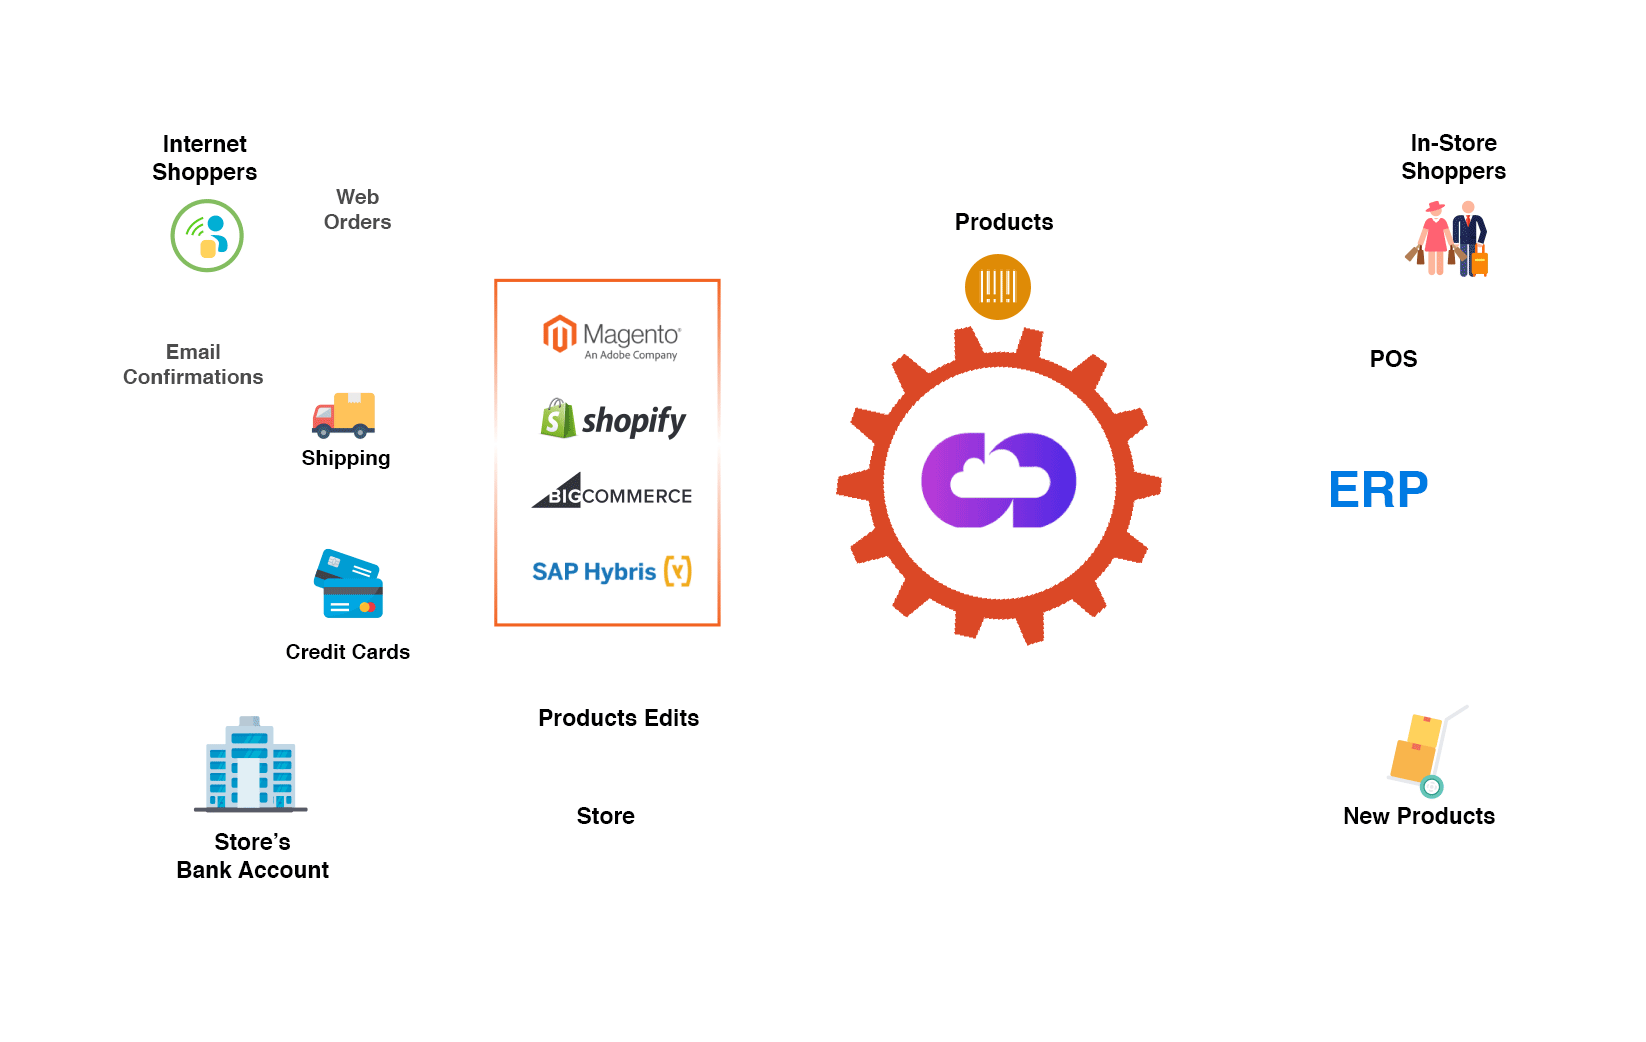 Internet
Shoppers
Web
Orders
Email
Confirmations
Shipping
Credit Cards
Store’s
Bank Account
Magento®
An Adobe Company
shopify
BIGCOMMERCE
SAP Hybris
Products Edits
Store
Products
In-Store
Shoppers
POS
ERP
New Products